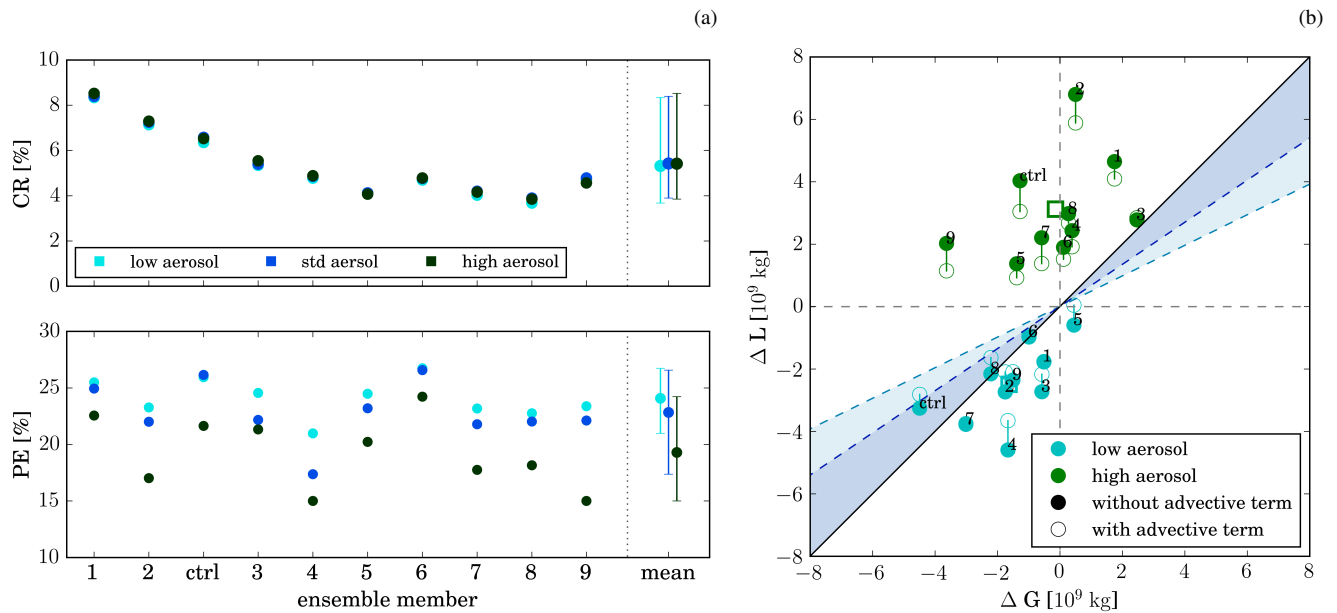 (a)
10
8
6
4
2
0
CR [%]
low aerosol std aersol high aerosol
30
25
20
15
10
PE [%]
1 2 ctrl 3 4 5 6 7 8 9 mean
ensemble member
(b)
8
6
4
2
0
−2
−4
−6
−8
Δ L [10⁹ kg]
2
1
ctrl
3
8
4
7
9
6
5
5
6
1
8
9
2
3
ctrl
7
4
low aerosol
high aerosol
without advective term
with advective term
−8 −6 −4 −2 0 2 4 6 8
Δ G [10⁹ kg]